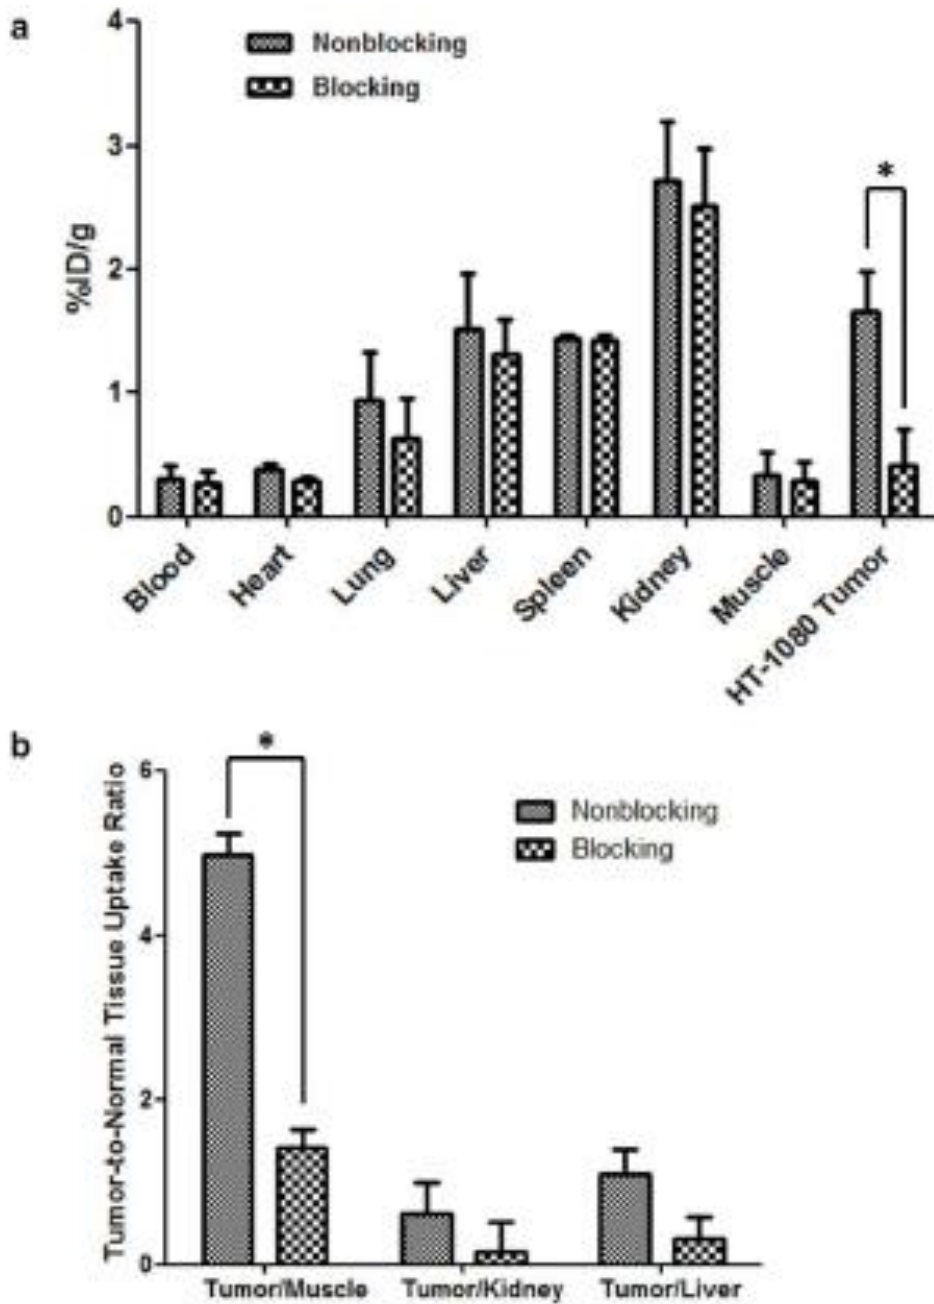 a
4
3
2
1
0
%ID/g
Nonblocking
Blocking
*
Blood
Heart
Lung
Liver
Spleen
Kidney
Muscle
HT-1080 Tumor
b
6
4
2
0
Tumor-to-Normal Tissue Uptake Ratio
*
Nonblocking
Blocking
Tumor/Muscle
Tumor/Kidney
Tumor/Liver